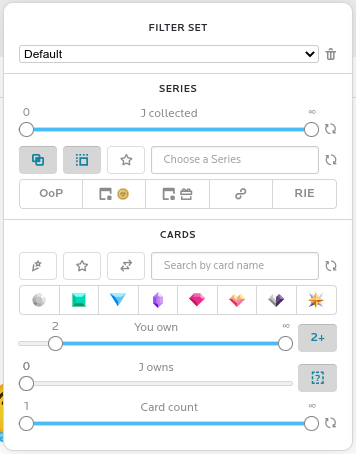 FILTER SET
Default
SERIES
0 J collected ∞
Choose a Series
OoP RIE
CARDS
Search by card name
2 You own ∞
2+
0 J owns
[?]
1 Card count ∞